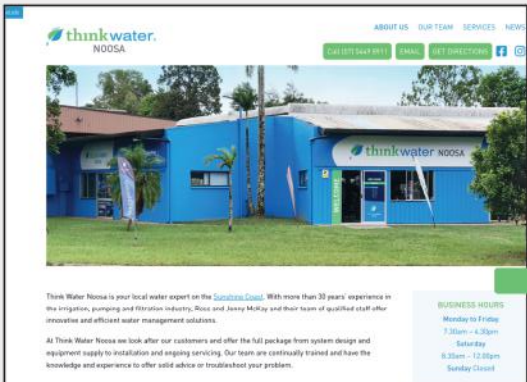 ABOUT US OUR TEAM SERVICES NEWS
thinkwater.
NOOSA
Call (07) 5449 8911 EMAIL GET DIRECTIONS
thinkwater NOOSA
Think Water Noosa is your local water expert on the Sunshine Coast. With more than 30 years' experience in
the irrigation, pumping and filtration industry, Ross and Jenny McKay and their team of qualified staff offer
innovative and efficient water management solutions.
At Think Water Noosa we look after our customers and offer the full package from system design and
equipment supply to installation and ongoing servicing. Our team are continually trained and have the
knowledge and experience to offer solid advice or troubleshoot your problem.
BUSINESS HOURS
Monday to Friday
7:30am - 4:30pm
Saturday
8:30am - 12:00pm
Sunday Closed